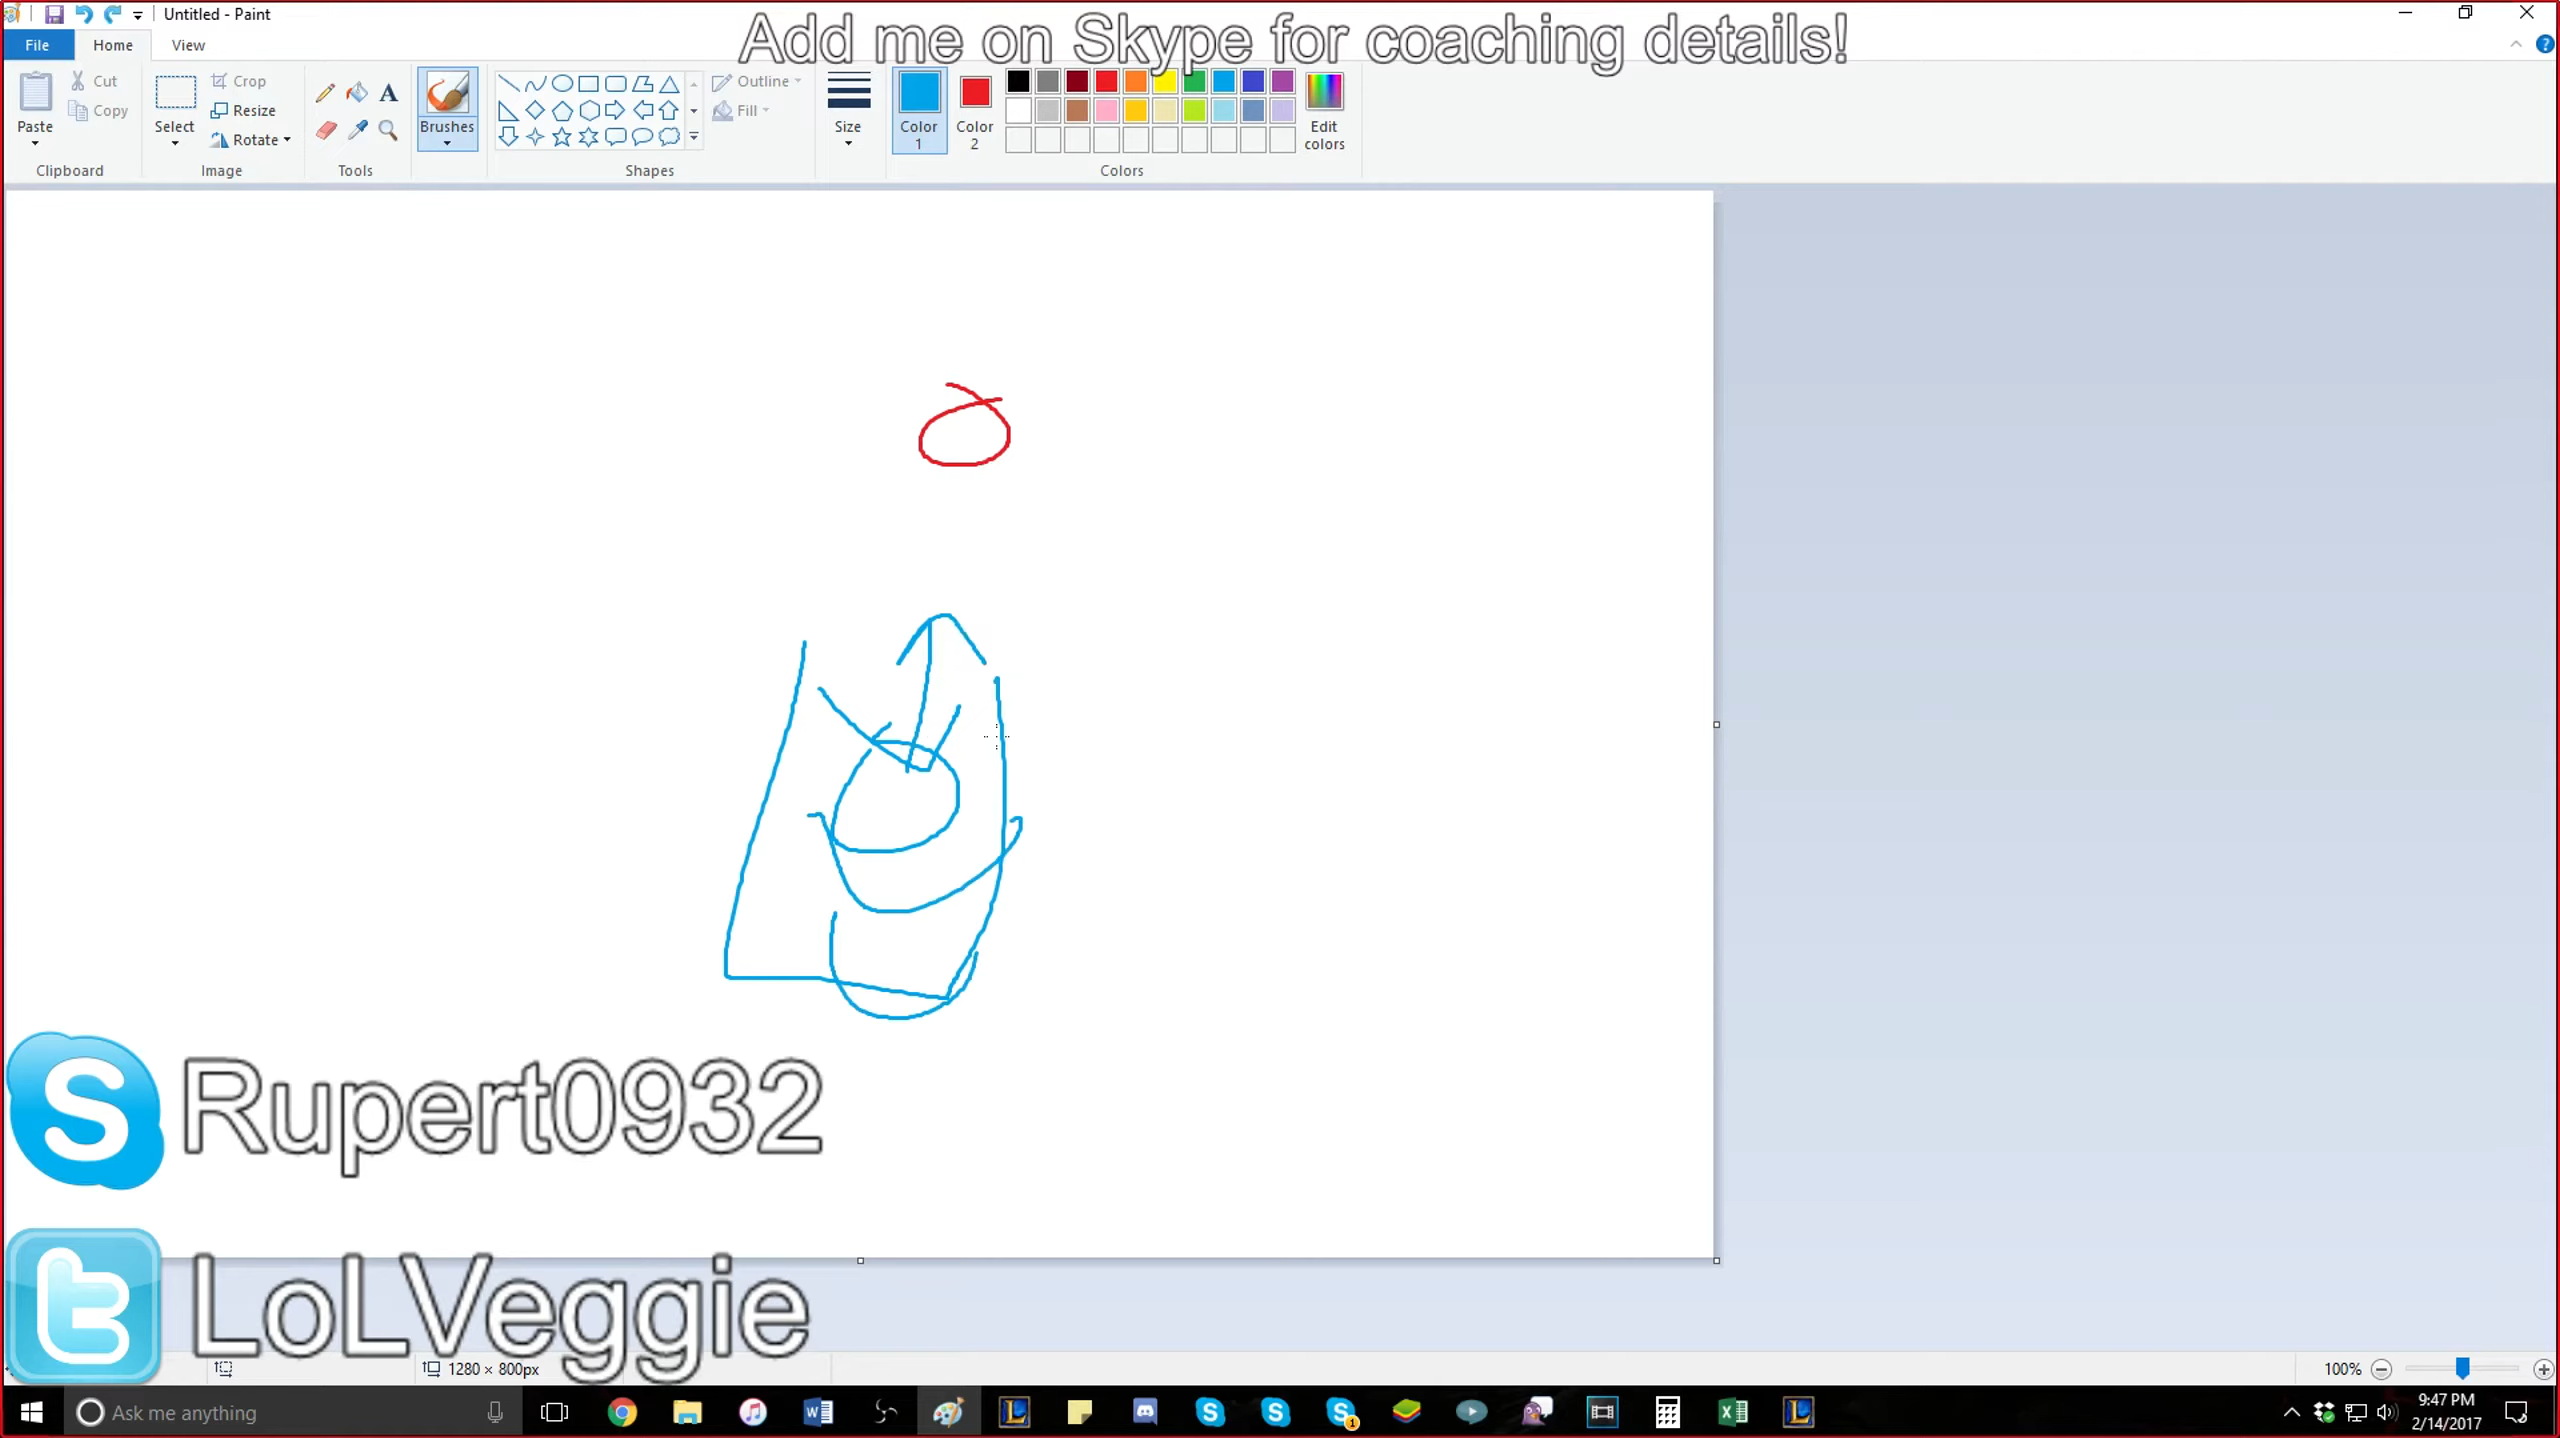 Untitled - Paint
Add me on Skype for coaching details!
File Home View
Paste Cut Copy Clipboard
Select Crop Resize Rotate Image
Tools
Brushes
Shapes
Outline Fill
Size
Color 1
Color 2
Edit colors
Colors
Rupert0932
LoLVeggie
1280 × 800px
100%
Ask me anything
9:47 PM
2/14/2017